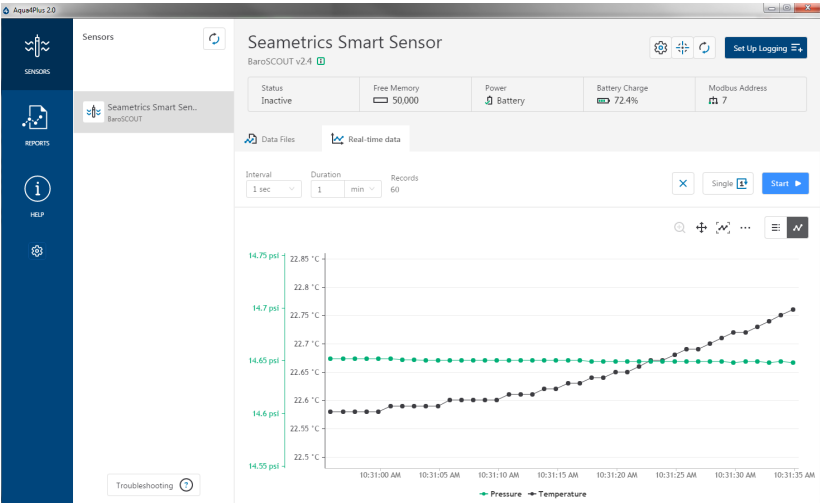 Aqua4Plus 2.0
SENSORS
REPORTS
HELP
Sensors
Seametrics Smart Sen..
BaroSCOUT
Troubleshooting ?
Seametrics Smart Sensor
BaroSCOUT v2.4
Set Up Logging
Status Free Memory Power Battery Charge Modbus Address
Inactive 50,000 Battery 72.4% 7
Data Files Real-time data
Interval Duration Records
1 sec 1 min 60
Single Start
14.75 psi
14.7 psi
14.65 psi
14.6 psi
14.55 psi
22.85 °C
22.8 °C
22.75 °C
22.7 °C
22.65 °C
22.6 °C
22.55 °C
22.5 °C
10:31:00 AM 10:31:05 AM 10:31:10 AM 10:31:15 AM 10:31:20 AM 10:31:25 AM 10:31:30 AM 10:31:35 AM
Pressure Temperature